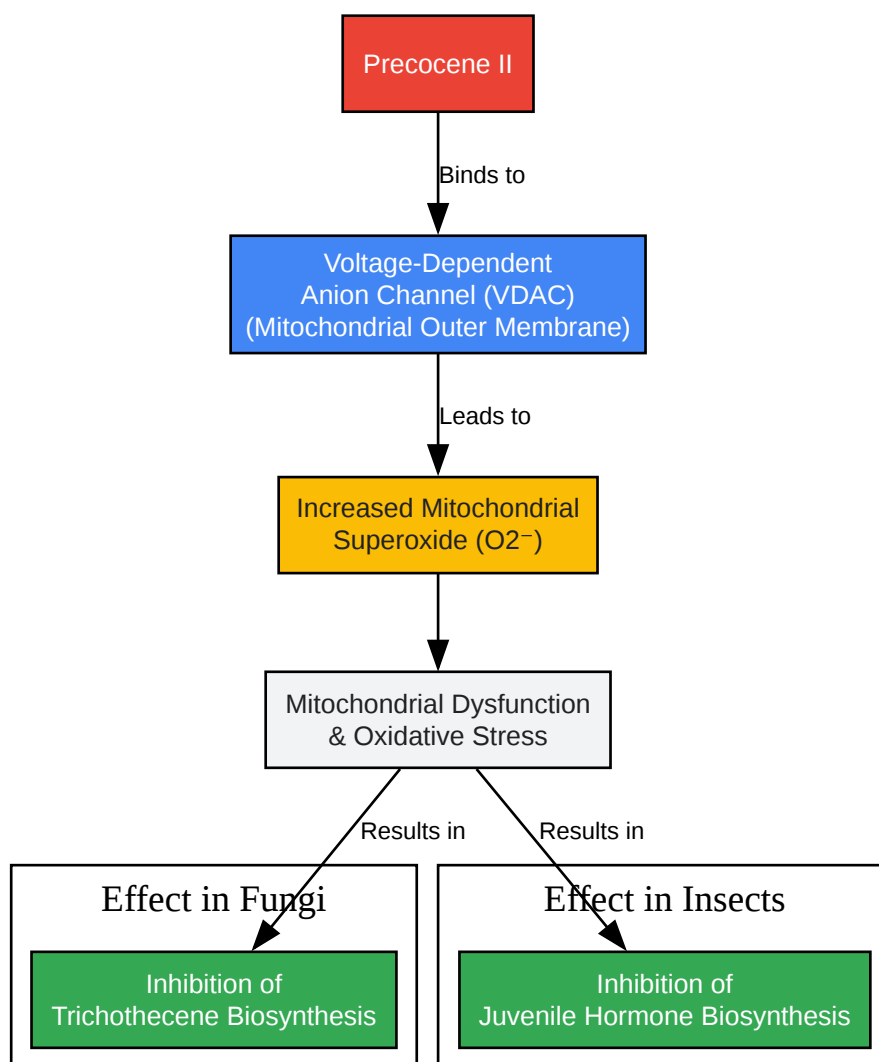 Precocene II
Binds to
Voltage-Dependent
Anion Channel (VDAC)
(Mitochondrial Outer Membrane)
Leads to
Increased Mitochondrial
Superoxide (O2⁻)
Mitochondrial Dysfunction
& Oxidative Stress
Results in
Results in
Effect in Fungi
Effect in Insects
Inhibition of
Trichothecene Biosynthesis
Inhibition of
Juvenile Hormone Biosynthesis